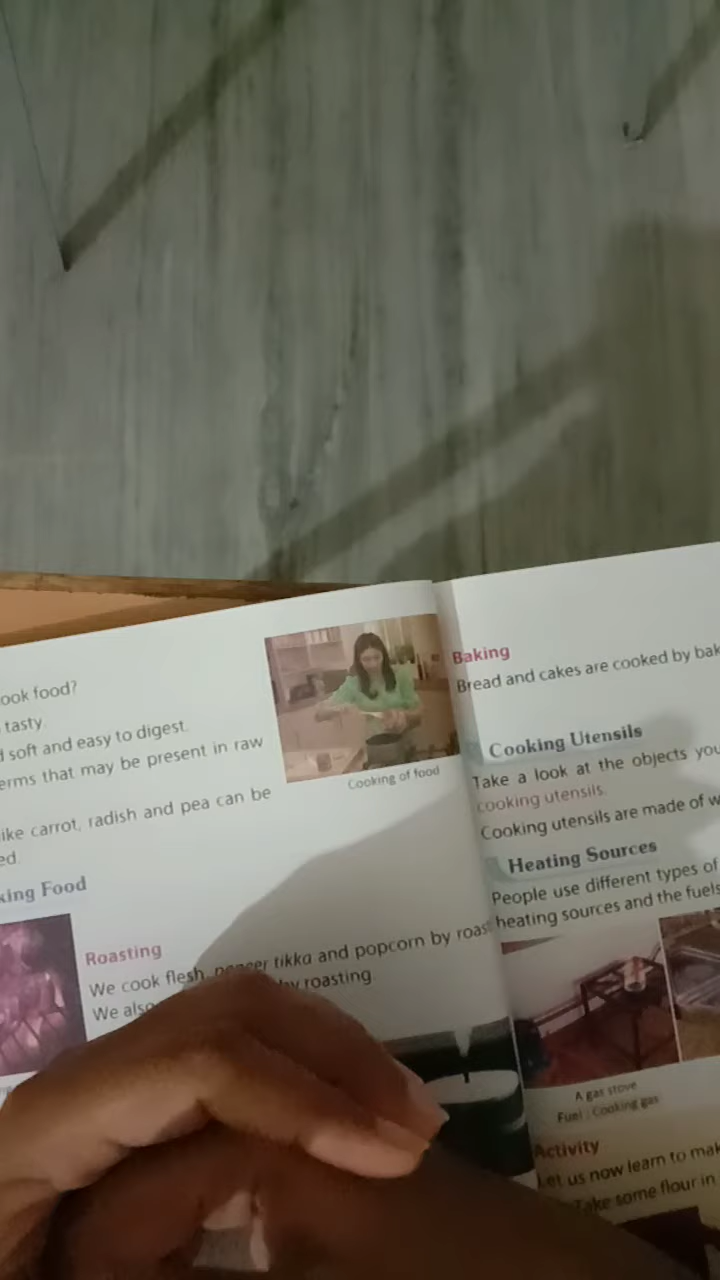 ook food?
tasty.
d soft and easy to digest.
erms that may be present in raw
Cooking of food
ike carrot, radish and pea can be
ed.
king Food
Roasting
We cook flesh, paneer tikka and popcorn by roast
We also by roasting.
Baking
Bread and cakes are cooked by bak
Cooking Utensils
Take a look at the objects you
cooking utensils.
Cooking utensils are made of w
Heating Sources
People use different types of
heating sources and the fuels
A gas stove
Fuel : Cooking gas
Activity
Let us now learn to mak
Take some flour in